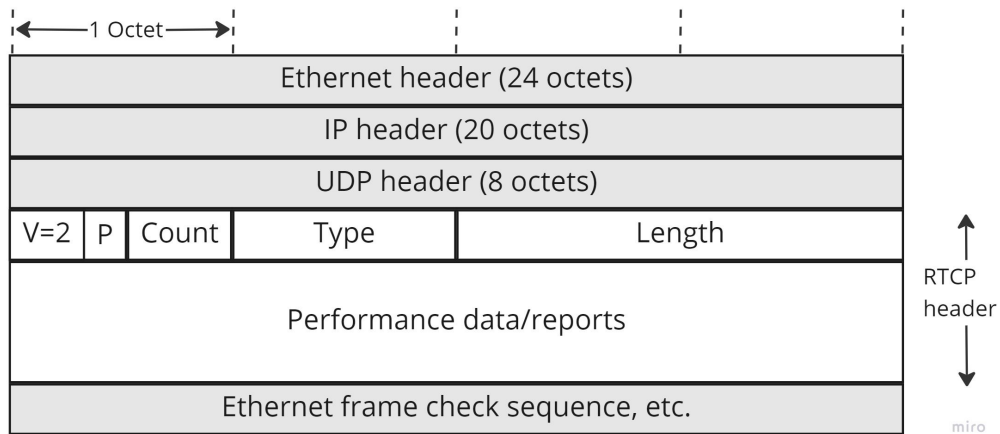 1 Octet
Ethernet header (24 octets)
IP header (20 octets)
UDP header (8 octets)
V=2 P Count Type Length
RTCP
header
Performance data/reports
Ethernet frame check sequence, etc.
miro